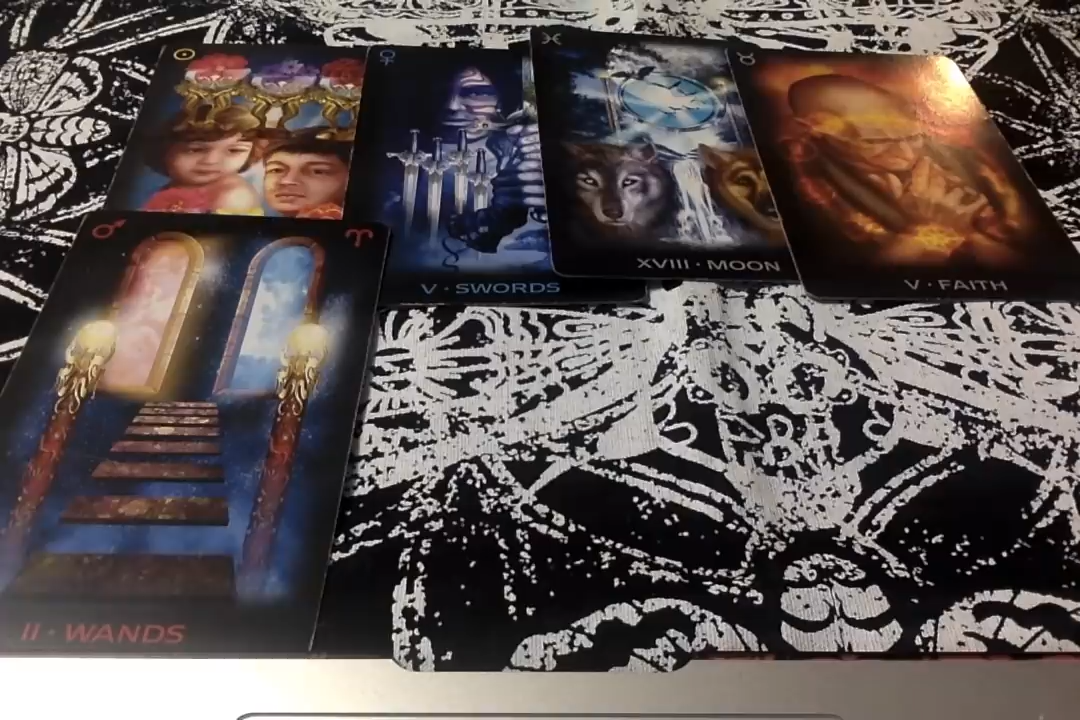 V • SWORDS
XVIII • MOON
V • FAITH
II • WANDS